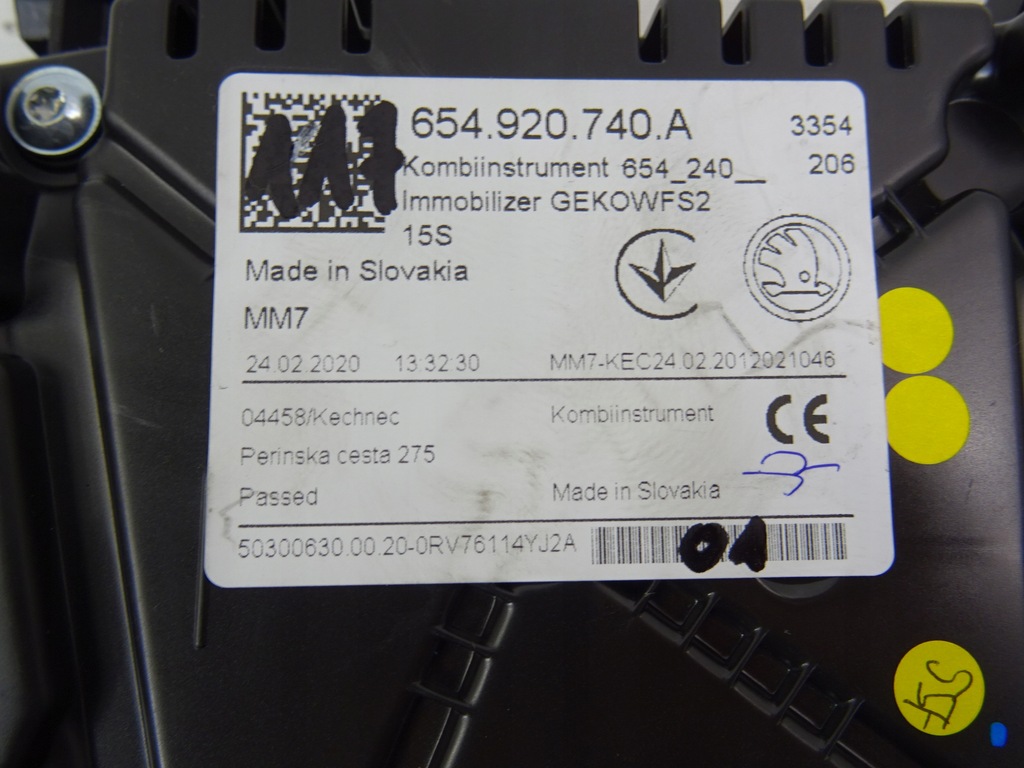 654.920.740.A 3354
Kombiinstrument 654_240__ 206
Immobilizer GEKOWFS2
15S
Made in Slovakia
MM7
24.02.2020 13:32:30 MM7-KEC24.02.2012021046
04458/Kechnec Kombiinstrument CE
Perinska cesta 275
Passed Made in Slovakia
50300630.00.20-0RV76114YJ2A
01